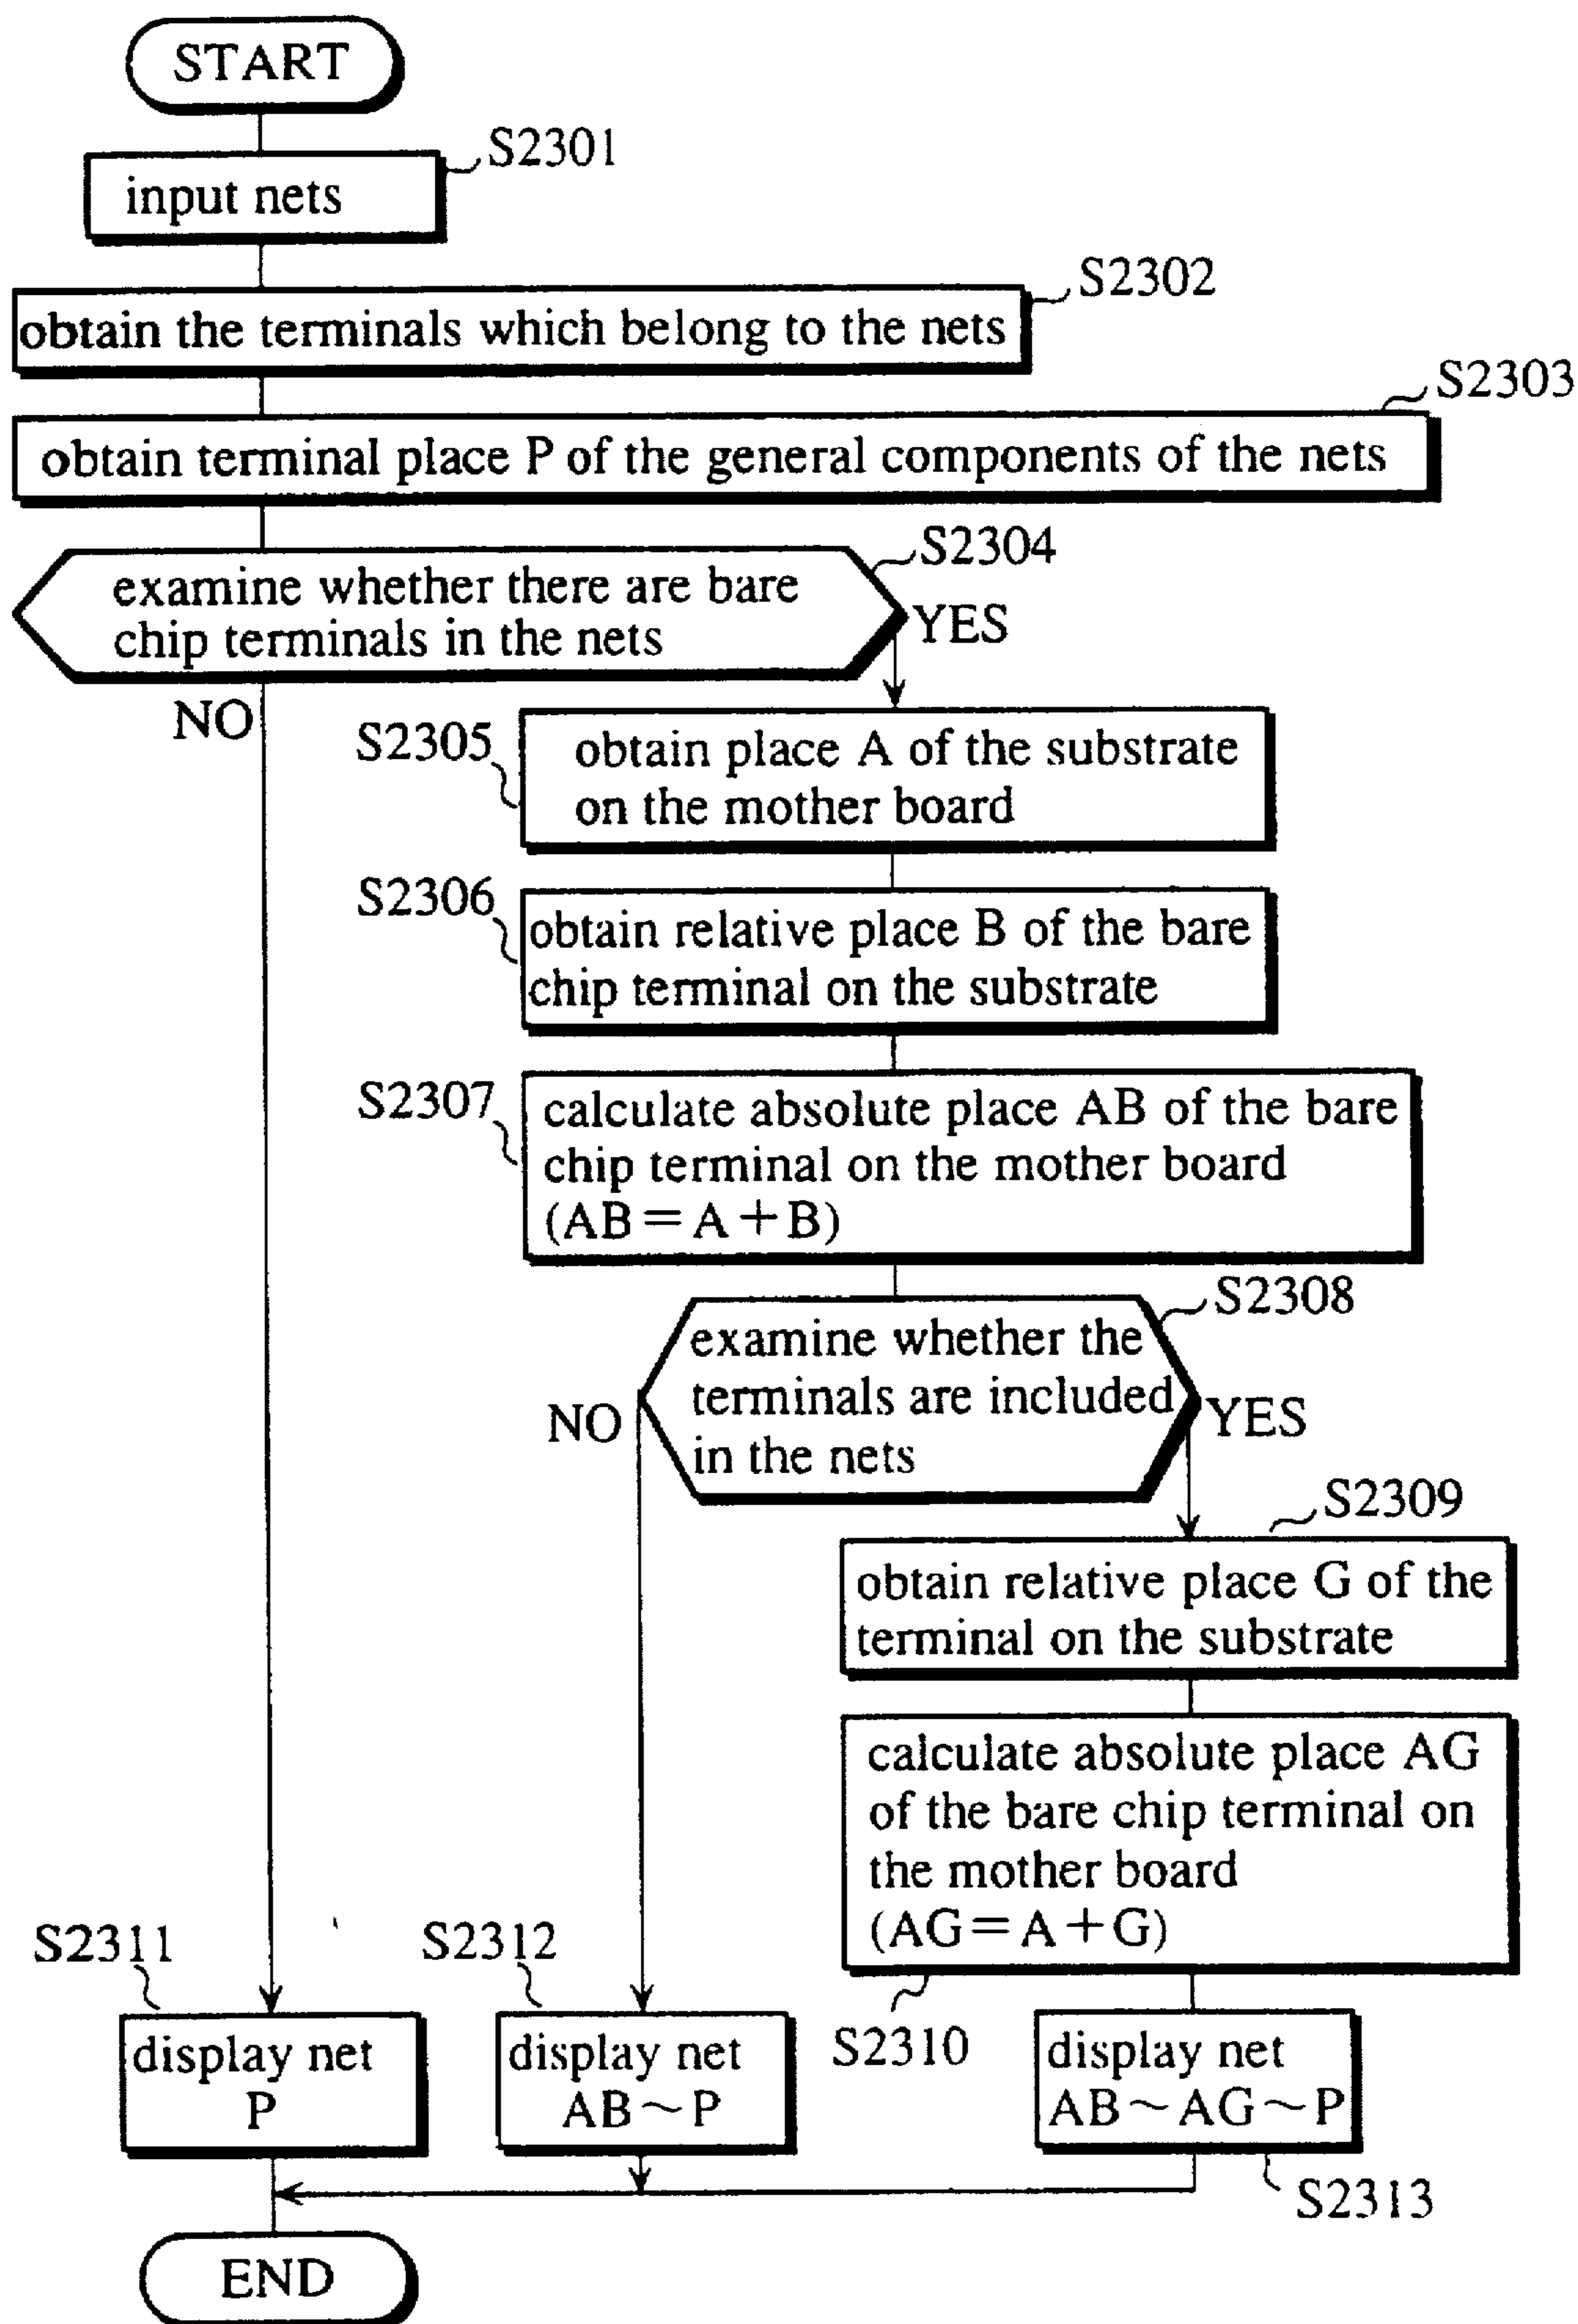 START
S2301
input nets
S2302
obtain the terminals which belong to the nets
S2303
obtain terminal place P of the general components of the nets
S2304
examine whether there are bare
chip terminals in the nets
YES
NO
S2305
obtain place A of the substrate
on the mother board
S2306
obtain relative place B of the bare
chip terminal on the substrate
S2307
calculate absolute place AB of the bare
chip terminal on the mother board
(AB=A+B)
S2308
examine whether the
terminals are included
in the nets
NO
YES
S2309
obtain relative place G of the
terminal on the substrate
calculate absolute place AG
of the bare chip terminal on
the mother board
(AG=A+G)
S2310
S2311
display net
P
S2312
display net
AB~P
display net
AB~AG~P
S2313
END